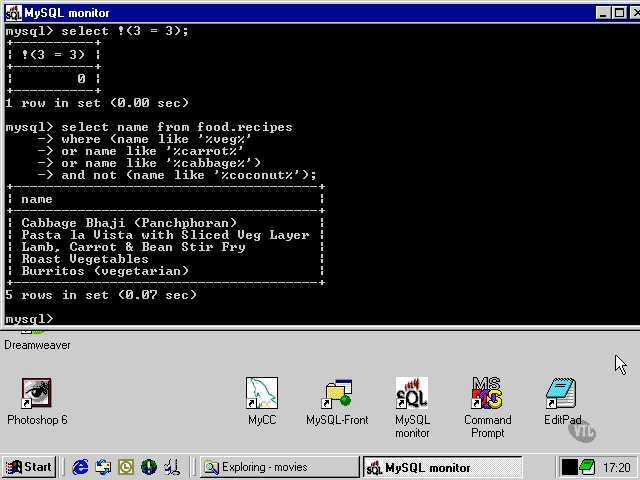 MySQL monitor
mysql> select !(3 = 3);
+----------+
| !(3 = 3) |
+----------+
|        0 |
+----------+
1 row in set (0.00 sec)
mysql> select name from food.recipes
    -> where (name like '%veg%'
    -> or name like '%carrot%'
    -> or name like '%cabbage%')
    -> and not (name like '%coconut%');
+--------------------------------------+
| name                                 |
+--------------------------------------+
| Cabbage Bhaji (Panchphoran)          |
| Pasta la Vista with Sliced Veg Layer |
| Lamb, Carrot & Bean Stir Fry         |
| Roast Vegetables                     |
| Burritos (vegetarian)                |
+--------------------------------------+
5 rows in set (0.07 sec)
mysql>
Dreamweaver
Photoshop 6
MyCC
MySQL-Front
MySQL
monitor
Command
Prompt
EditPad
VTC
Start
Exploring - movies
MySQL monitor
17:20